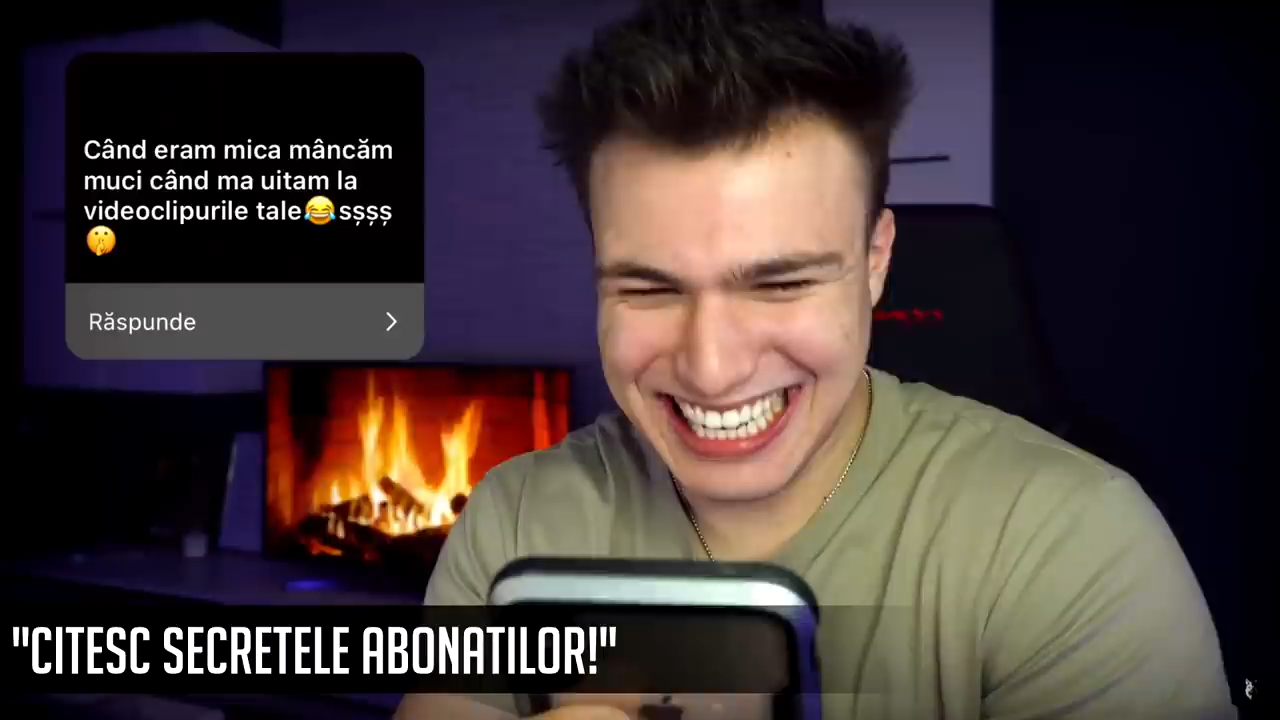 Când eram mica mâncăm
muci când ma uitam la
videoclipurile tale😂sșșș
🤫
Răspunde
"CITESC SECRETELE ABONATILOR!"